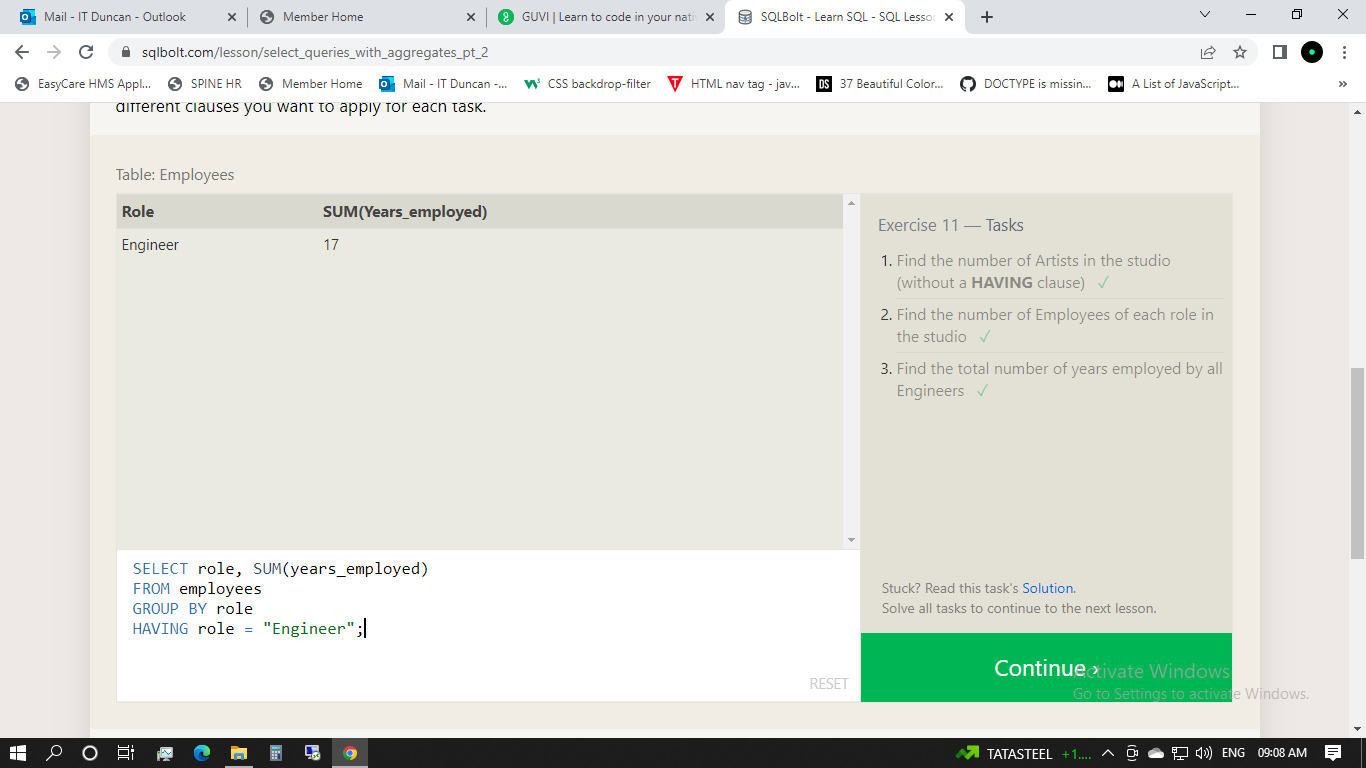 Mail - IT Duncan - Outlook
Member Home
GUVI | Learn to code in your nati
SQLBolt - Learn SQL - SQL Lesson
sqlbolt.com/lesson/select_queries_with_aggregates_pt_2
EasyCare HMS Appl...
SPINE HR
Member Home
Mail - IT Duncan -...
CSS backdrop-filter
HTML nav tag - jav...
DS 37 Beautiful Color...
DOCTYPE is missin...
A List of JavaScript...
different clauses you want to apply for each task.
Table: Employees
Role SUM(Years_employed)
Engineer 17
SELECT role, SUM(years_employed)
FROM employees
GROUP BY role
HAVING role = "Engineer";
RESET
Exercise 11 — Tasks
1. Find the number of Artists in the studio
(without a HAVING clause) ✓
2. Find the number of Employees of each role in
the studio ✓
3. Find the total number of years employed by all
Engineers ✓
Stuck? Read this task's Solution.
Solve all tasks to continue to the next lesson.
Continue ›
Activate Windows
Go to Settings to activate Windows.
TATASTEEL +1....
ENG
09:08 AM